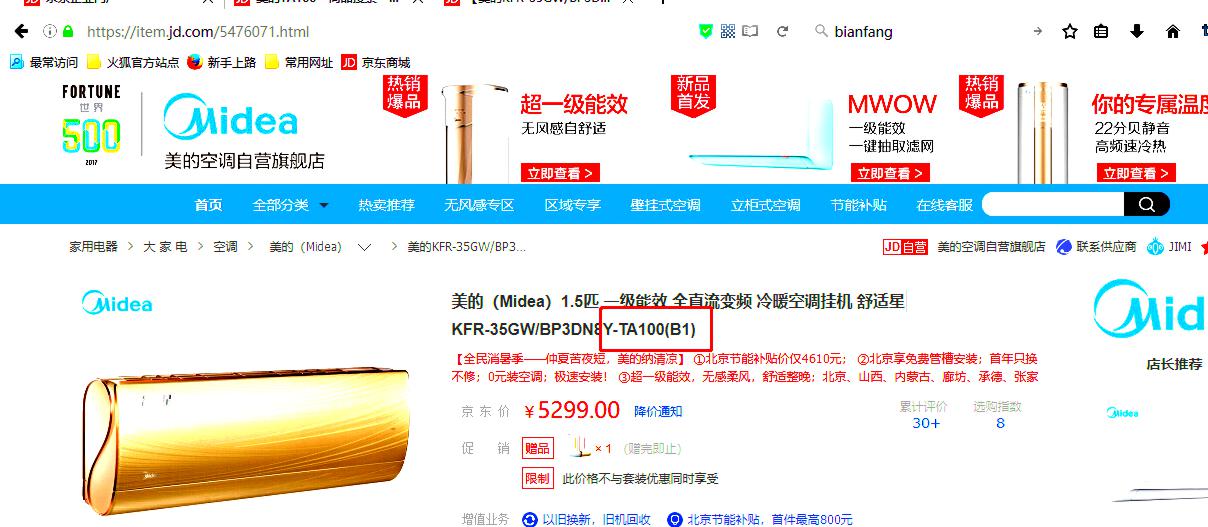 https://item.jd.com/5476071.html
bianfang
最常访问 火狐官方站点 新手上路 常用网址 JD 京东商城
FORTUNE
世界
500
2017
Midea
美的空调自营旗舰店
热销
爆品
超一级能效
无风感自舒适
立即查看 >
新品
首发
MWOW
一级能效
一键抽取滤网
立即查看 >
热销
爆品
你的专属温度
22分贝静音
高频速冷热
立即查看 >
首页 全部分类 热卖推荐 无风感专区 区域专享 壁挂式空调 立柜式空调 节能补贴 在线客服
家用电器 > 大 家 电 > 空调 > 美的（Midea） > 美的KFR-35GW/BP3...
JD自营 美的空调自营旗舰店 联系供应商 JIMI
Midea
美的（Midea）1.5匹 一级能效 全直流变频 冷暖空调挂机 舒适星
KFR-35GW/BP3DN8Y-TA100(B1)
【全民消暑季——仲夏苦夜短，美的纳清凉】 ①北京节能补贴价仅4610元； ②北京享免费管槽安装；首年只换
不修；0元装空调；极速安装！ ③超一级能效，无感柔风，舒适整晚；北京、山西、内蒙古、廊坊、承德、张家
京 东 价 ￥5299.00 降价通知
累计评价
30+
选购指数
8
促 销 赠品 × 1 （赠完即止）
限制 此价格不与套装优惠同时享受
增值业务 以旧换新，旧机回收 北京节能补贴，首件最高800元
Mid
店长推荐
Midea